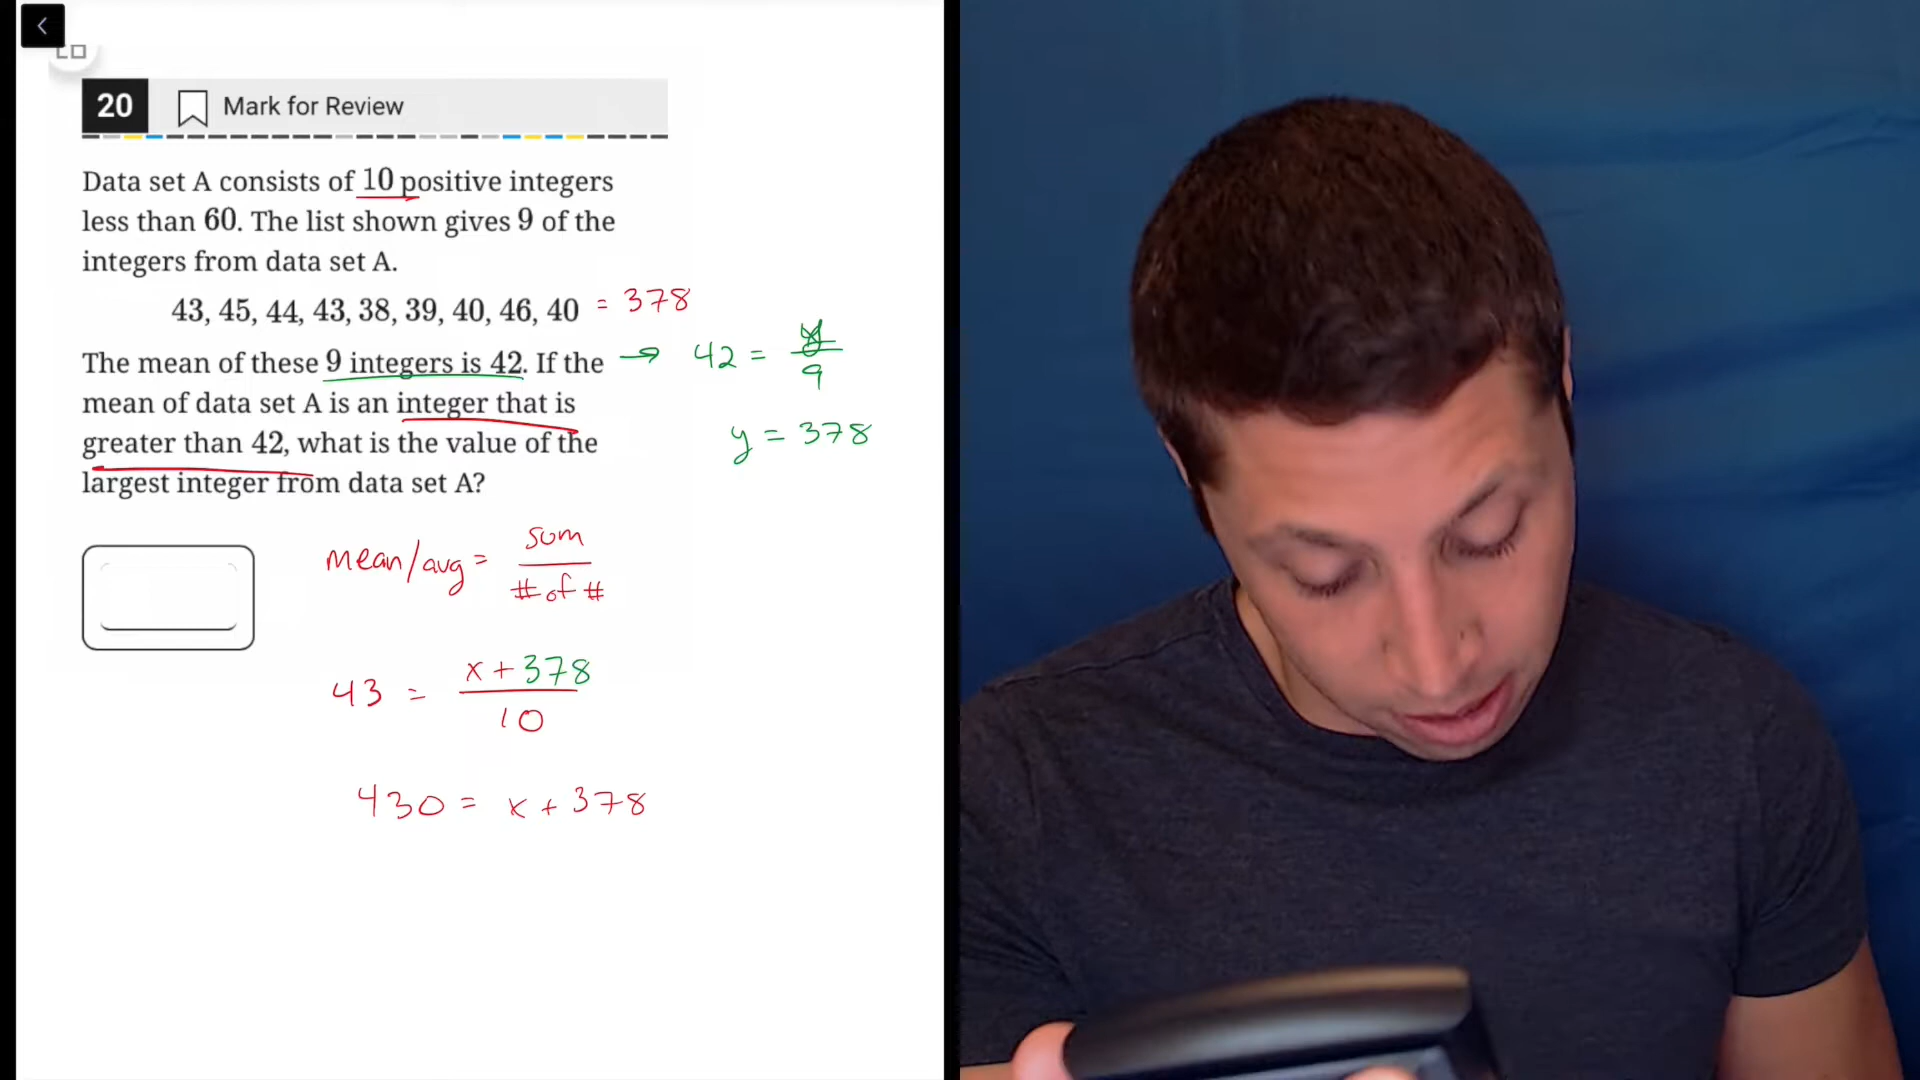 20 Mark for Review
Data set A consists of 10 positive integers
less than 60. The list shown gives 9 of the
integers from data set A.
43, 45, 44, 43, 38, 39, 40, 46, 40 = 378
The mean of these 9 integers is 42. If the → 42 = y/9
mean of data set A is an integer that is
greater than 42, what is the value of the y = 378
largest integer from data set A?
mean/avg = sum / # of #
43 = x + 378 / 10
430 = x + 378